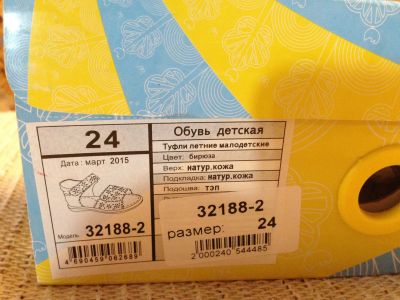 24
Дата: март 2015
Модель: 32188-2
4 690459 062689
Обувь детская
Туфли летние малодетские
Цвет: бирюза
Верх: натур.кожа
Подкладка: натур.кожа
Подошва: тэп
32188-2
размер: 24
2 000240 544485